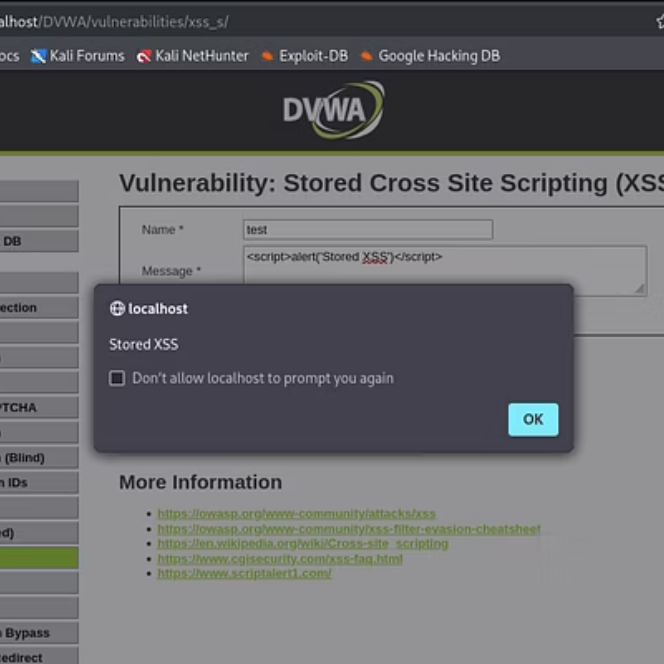 alhost/DVWA/vulnerabilities/xss_s/
ocs Kali Forums Kali NetHunter Exploit-DB Google Hacking DB
DVWA
Vulnerability: Stored Cross Site Scripting (XSS
DB
Name * test
<script>alert('Stored XSS')</script>
Message *
ection
localhost
Stored XSS
Don't allow localhost to prompt you again
PTCHA
OK
(Blind)
n IDs
More Information
https://owasp.org/www-community/attacks/xss
https://owasp.org/www-community/xss-filter-evasion-cheatsheet
ed)
https://en.wikipedia.org/wiki/Cross-site_scripting
https://www.cgisecurity.com/xss-faq.html
https://www.scriptalert1.com/
Bypass
edirect